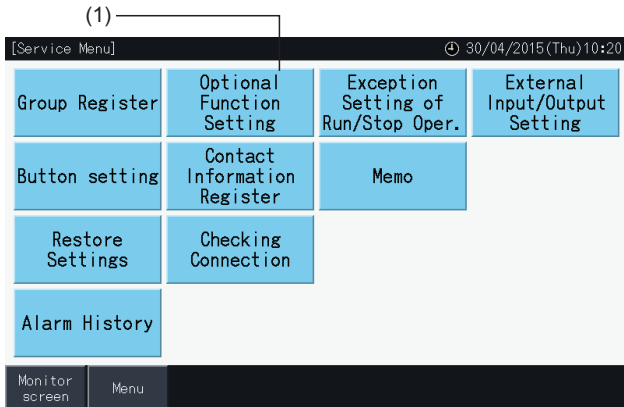 (1)
[Service Menu]
30/04/2015(Thu)10:20
Group Register
Optional
Function
Setting
Exception
Setting of
Run/Stop Oper.
External
Input/Output
Setting
Button setting
Contact
Information
Register
Memo
Restore
Settings
Checking
Connection
Alarm History
Monitor
screen
Menu